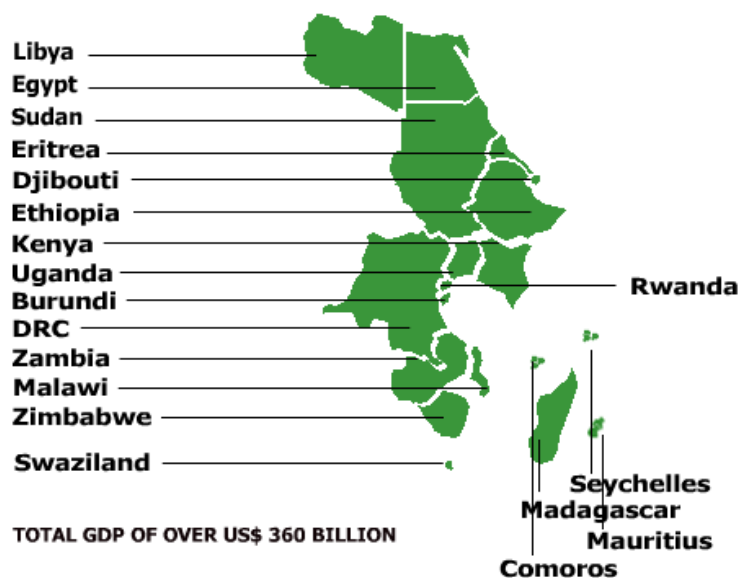 Libya
Egypt
Sudan
Eritrea
Djibouti
Ethiopia
Kenya
Uganda
Rwanda
Burundi
DRC
Zambia
Malawi
Zimbabwe
Swaziland
Seychelles
Madagascar
TOTAL GDP OF OVER US$ 360 BILLION
Mauritius
Comoros